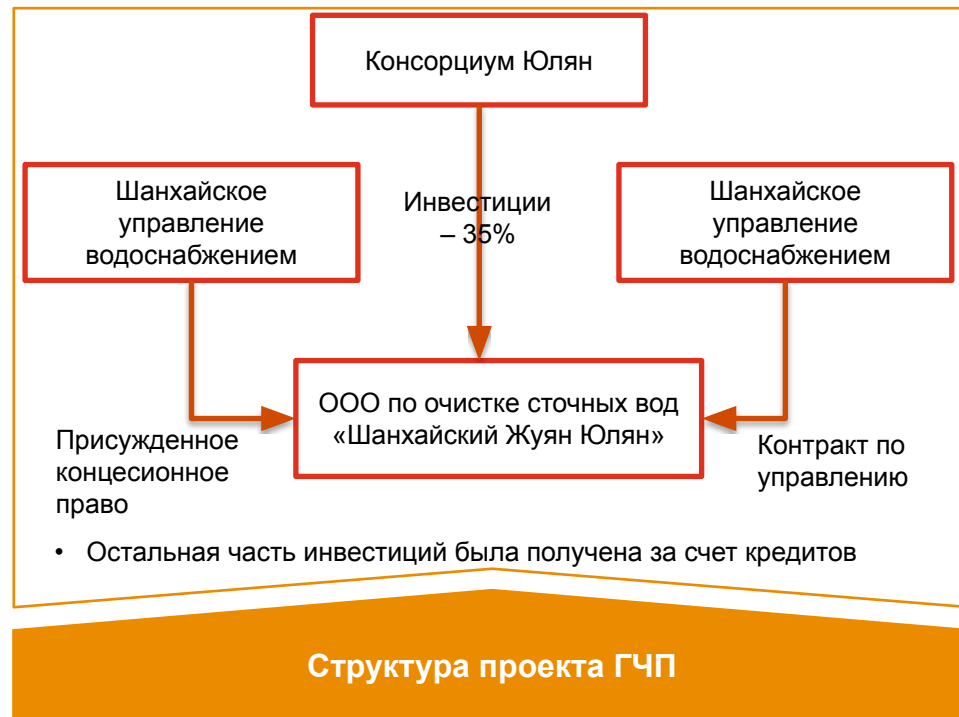 Консорциум Юлян
Шанхайское
управление
водоснабжением
Инвестиции
– 35%
Шанхайское
управление
водоснабжением
ООО по очистке сточных вод
«Шанхайский Жуян Юлян»
Присужденное
концесионное
право
Контракт по
управлению
• Остальная часть инвестиций была получена за счет кредитов
Структура проекта ГЧП